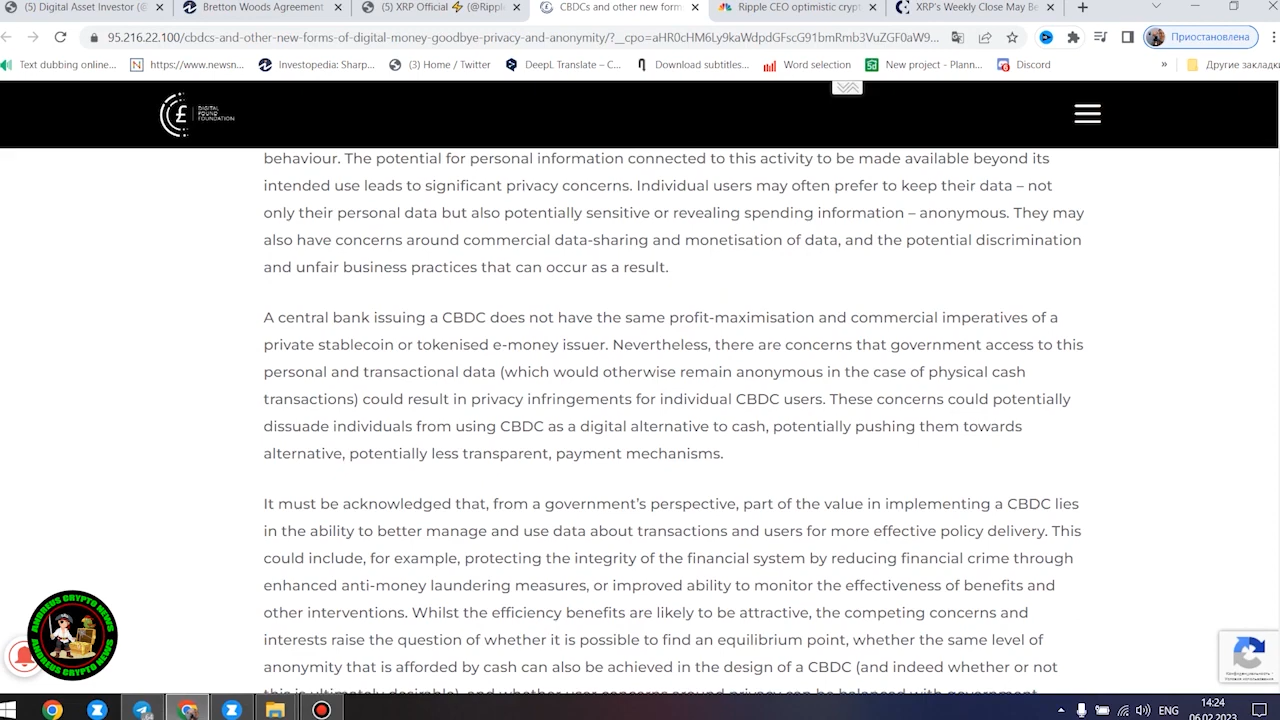 (5) Digital Asset Investor (@
Bretton Woods Agreement
(5) XRP Official ⚡ (@Rippl
CBDCs and other new form
Ripple CEO optimistic crypt
XRP's Weekly Close May Be
95.216.22.100/cbdcs-and-other-new-forms-of-digital-money-goodbye-privacy-and-anonymity/?__cpo=aHR0cHM6Ly9kaWdpdGFscG91bmRmb3VuZGF0aW9...
Приостановлена
Text dubbing online...
https://www.newsn...
Investopedia: Sharp...
(3) Home / Twitter
DeepL Translate – C...
Download subtitles...
Word selection
New project - Plann...
Discord
»
Другие закладки
DIGITAL
POUND
FOUNDATION
behaviour. The potential for personal information connected to this activity to be made available beyond its
intended use leads to significant privacy concerns. Individual users may often prefer to keep their data – not
only their personal data but also potentially sensitive or revealing spending information – anonymous. They may
also have concerns around commercial data-sharing and monetisation of data, and the potential discrimination
and unfair business practices that can occur as a result.
A central bank issuing a CBDC does not have the same profit-maximisation and commercial imperatives of a
private stablecoin or tokenised e-money issuer. Nevertheless, there are concerns that government access to this
personal and transactional data (which would otherwise remain anonymous in the case of physical cash
transactions) could result in privacy infringements for individual CBDC users. These concerns could potentially
dissuade individuals from using CBDC as a digital alternative to cash, potentially pushing them towards
alternative, potentially less transparent, payment mechanisms.
It must be acknowledged that, from a government's perspective, part of the value in implementing a CBDC lies
in the ability to better manage and use data about transactions and users for more effective policy delivery. This
could include, for example, protecting the integrity of the financial system by reducing financial crime through
enhanced anti-money laundering measures, or improved ability to monitor the effectiveness of benefits and
other interventions. Whilst the efficiency benefits are likely to be attractive, the competing concerns and
interests raise the question of whether it is possible to find an equilibrium point, whether the same level of
anonymity that is afforded by cash can also be achieved in the design of a CBDC (and indeed whether or not
ANDREUS CRYPTO NEWS
ANDREUS CRYPTO NEWS
Конфиденциальность -
Условия использования
ENG
14:24
06.02.2023